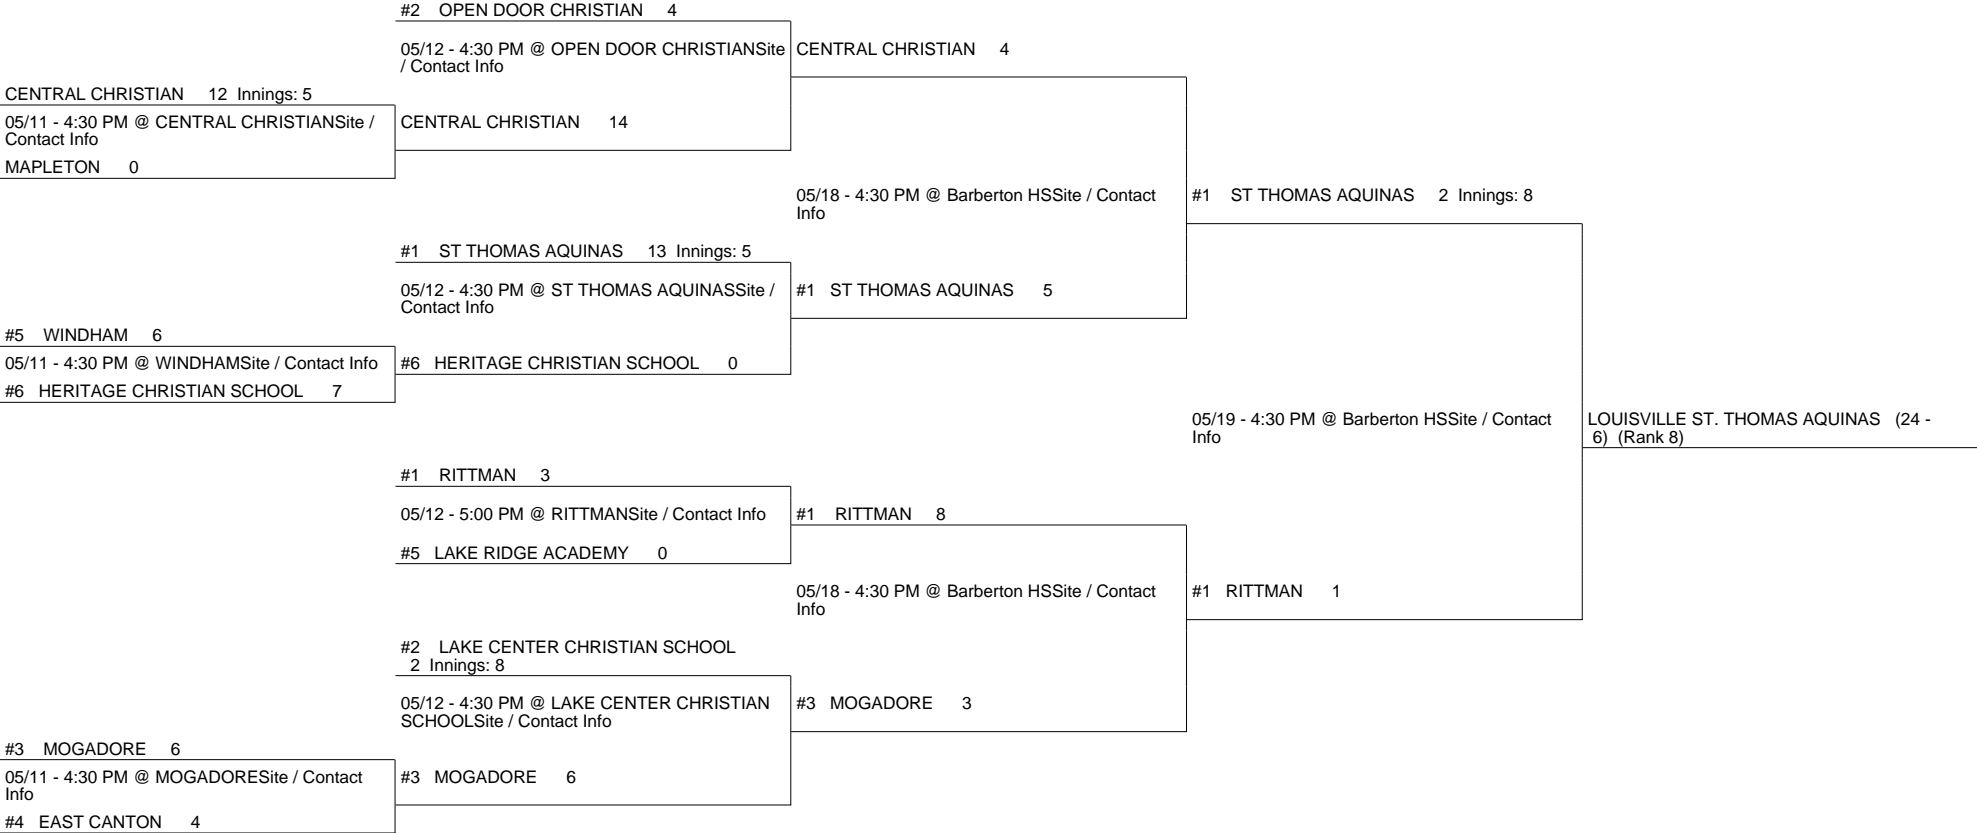 #2 OPEN DOOR CHRISTIAN 4
05/12 - 4:30 PM @ OPEN DOOR CHRISTIANSite
/ Contact Info
CENTRAL CHRISTIAN 4
CENTRAL CHRISTIAN 12 Innings: 5
05/11 - 4:30 PM @ CENTRAL CHRISTIANSite /
Contact Info
MAPLETON 0
CENTRAL CHRISTIAN 14
05/18 - 4:30 PM @ Barberton HSSite / Contact
Info
#1 ST THOMAS AQUINAS 2 Innings: 8
#1 ST THOMAS AQUINAS 13 Innings: 5
05/12 - 4:30 PM @ ST THOMAS AQUINASSite /
Contact Info
#1 ST THOMAS AQUINAS 5
#5 WINDHAM 6
05/11 - 4:30 PM @ WINDHAMSite / Contact Info
#6 HERITAGE CHRISTIAN SCHOOL 7
#6 HERITAGE CHRISTIAN SCHOOL 0
05/19 - 4:30 PM @ Barberton HSSite / Contact
Info
LOUISVILLE ST. THOMAS AQUINAS (24 -
6) (Rank 8)
#1 RITTMAN 3
05/12 - 5:00 PM @ RITTMANSite / Contact Info
#5 LAKE RIDGE ACADEMY 0
#1 RITTMAN 8
05/18 - 4:30 PM @ Barberton HSSite / Contact
Info
#1 RITTMAN 1
#2 LAKE CENTER CHRISTIAN SCHOOL
2 Innings: 8
05/12 - 4:30 PM @ LAKE CENTER CHRISTIAN
SCHOOLSite / Contact Info
#3 MOGADORE 3
#3 MOGADORE 6
05/11 - 4:30 PM @ MOGADORESite / Contact
Info
#4 EAST CANTON 4
#3 MOGADORE 6